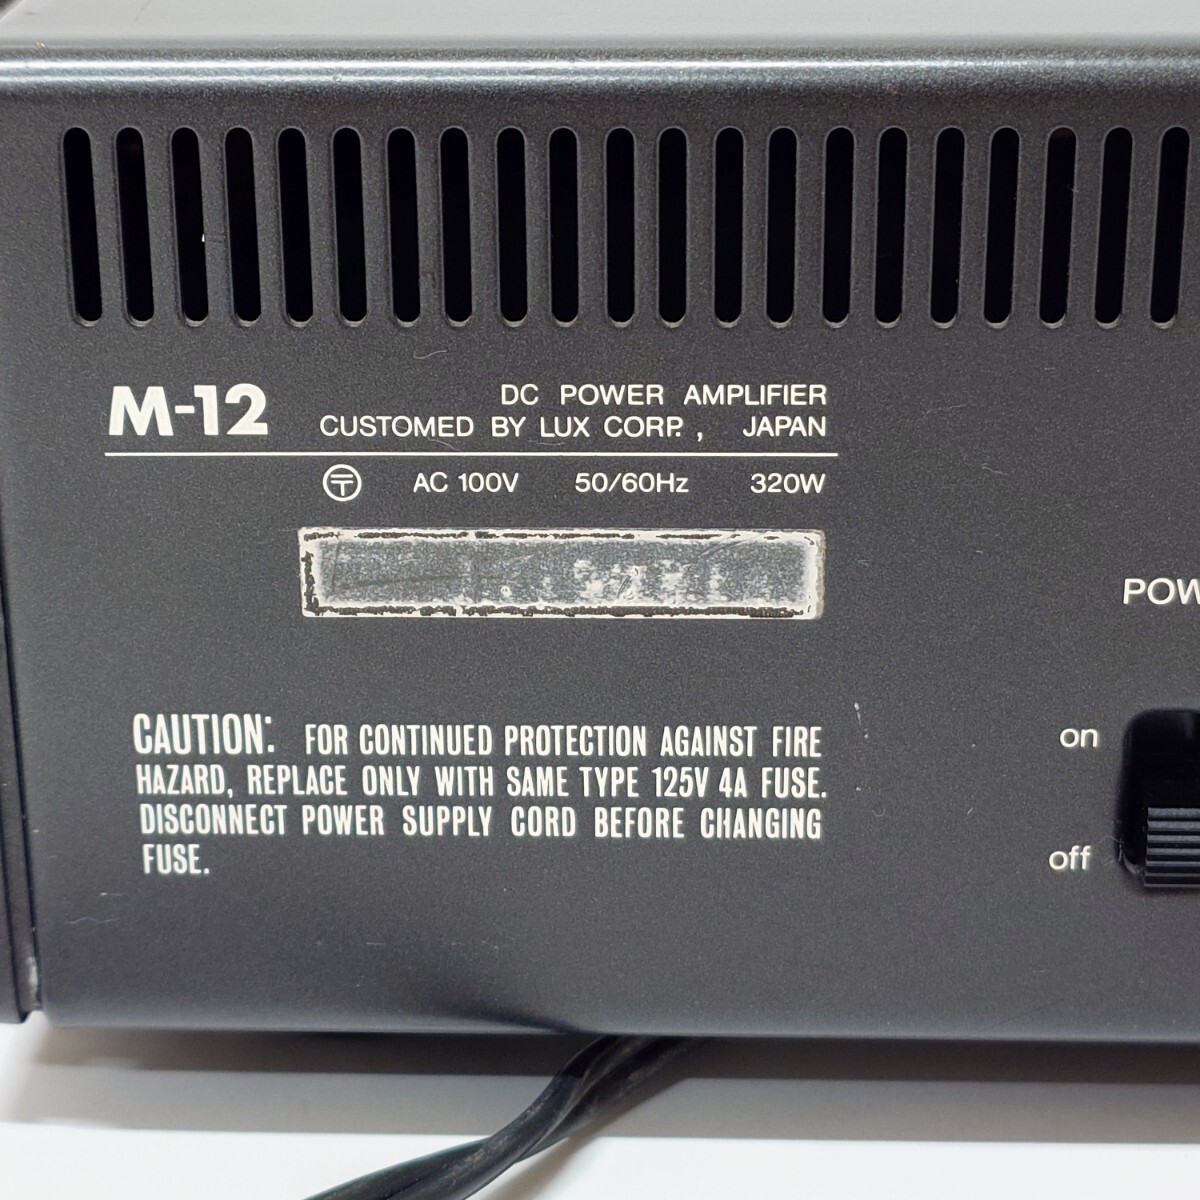 M-12
DC POWER AMPLIFIER
CUSTOMED BY LUX CORP., JAPAN
AC 100V 50/60Hz 320W
CAUTION: FOR CONTINUED PROTECTION AGAINST FIRE
HAZARD, REPLACE ONLY WITH SAME TYPE 125V 4A FUSE.
DISCONNECT POWER SUPPLY CORD BEFORE CHANGING
FUSE.
POW
on
off